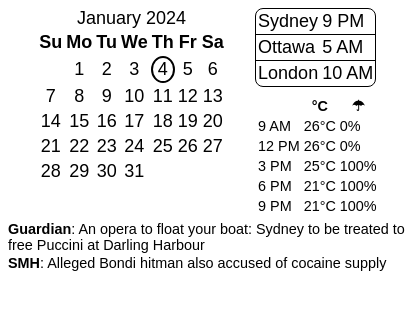 January 2024
Su Mo Tu We Th Fr Sa
1 2 3 4 5 6
7 8 9 10 11 12 13
14 15 16 17 18 19 20
21 22 23 24 25 26 27
28 29 30 31
Sydney 9 PM
Ottawa 5 AM
London 10 AM
°C ☂
9 AM 26°C 0%
12 PM 26°C 0%
3 PM 25°C 100%
6 PM 21°C 100%
9 PM 21°C 100%
Guardian: An opera to float your boat: Sydney to be treated to
free Puccini at Darling Harbour
SMH: Alleged Bondi hitman also accused of cocaine supply